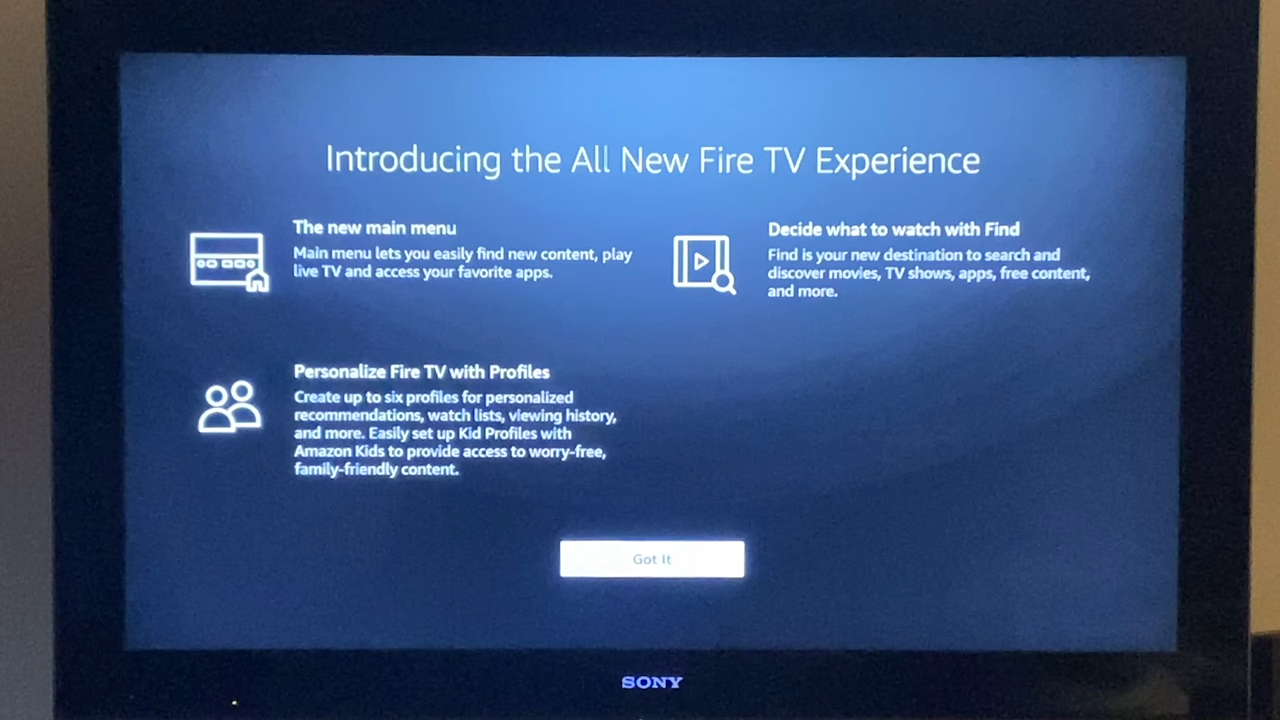 Introducing the All New Fire TV Experience
The new main menu
Main menu lets you easily find new content, play
live TV and access your favorite apps.
Decide what to watch with Find
Find is your new destination to search and
discover movies, TV shows, apps, free content,
and more.
Personalize Fire TV with Profiles
Create up to six profiles for personalized
recommendations, watch lists, viewing history,
and more. Easily set up Kid Profiles with
Amazon Kids to provide access to worry-free,
family-friendly content.
Got It
SONY